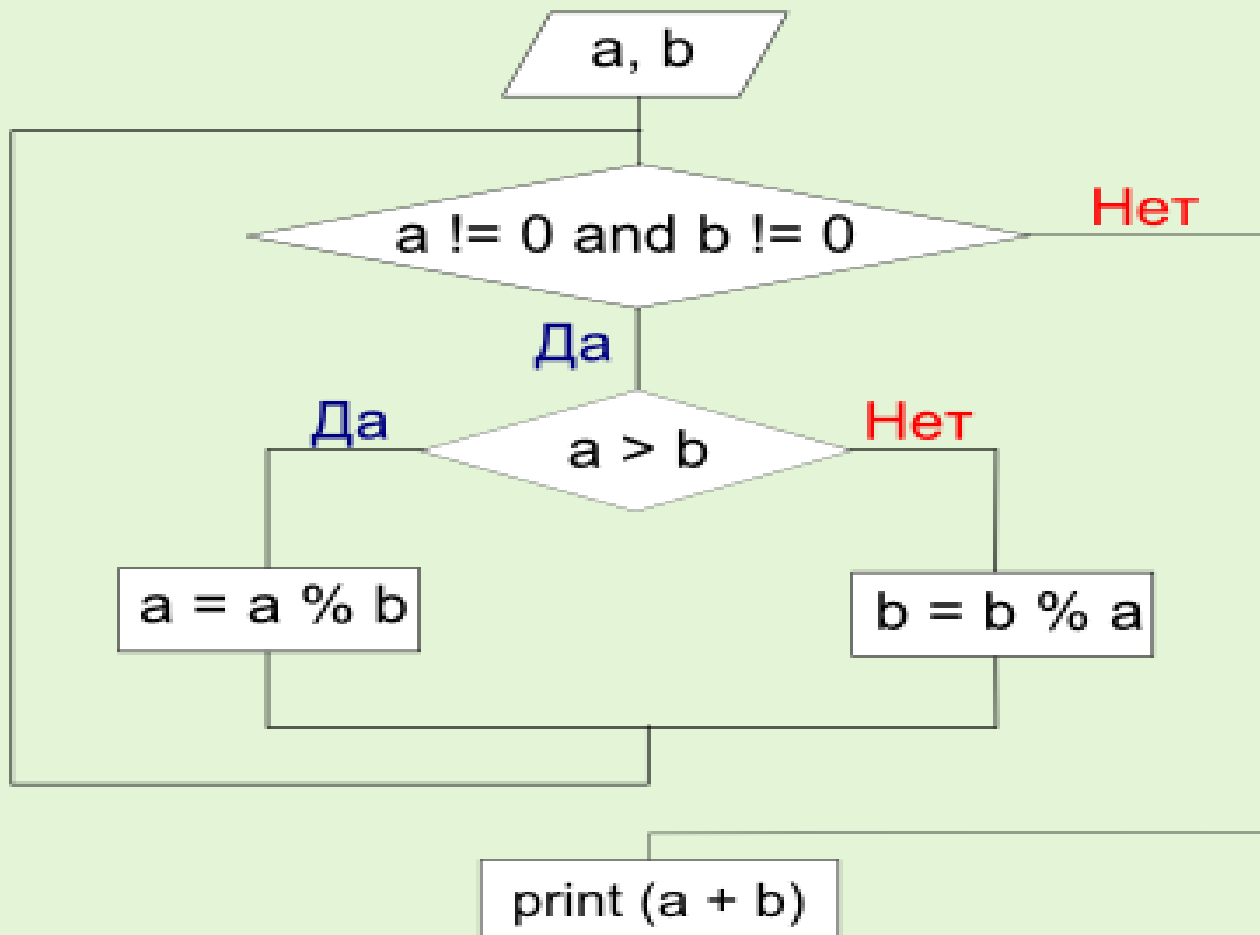 a, b
a != 0 and b != 0
Нет
Да
Да
a > b
Нет
a = a % b
b = b % a
print (a + b)